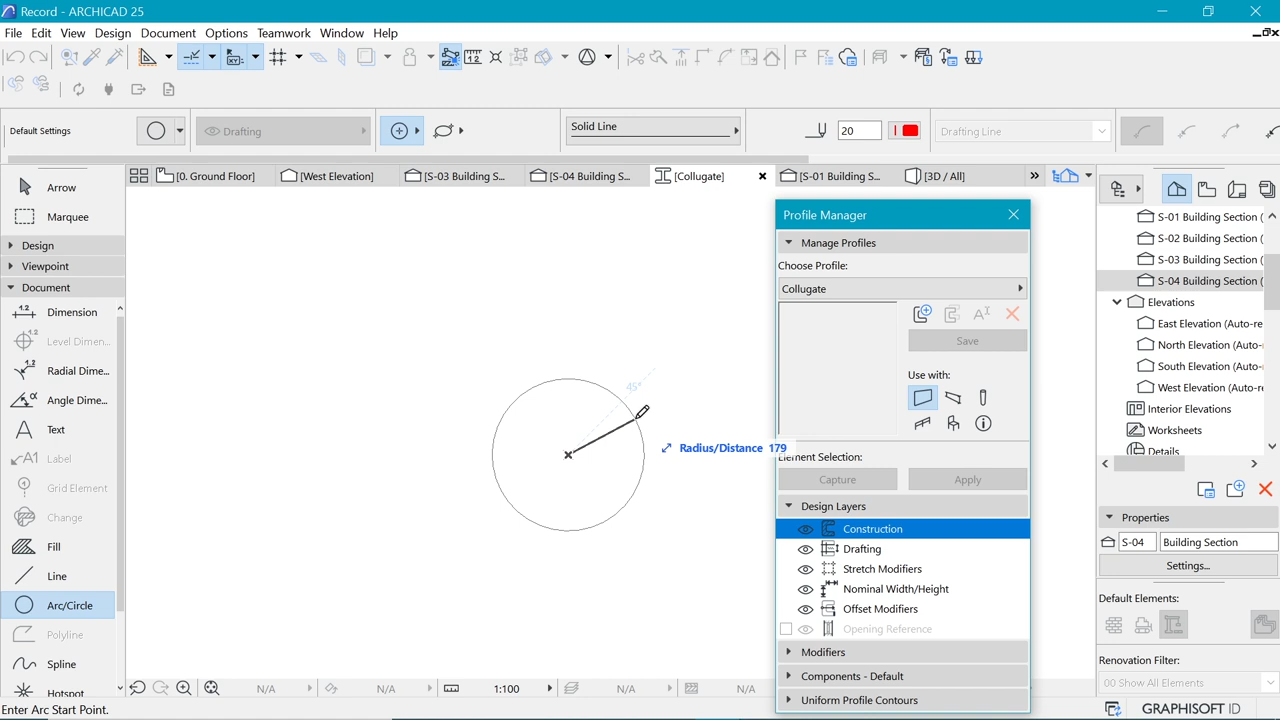 Record - ARCHICAD 25
File Edit View Design Document Options Teamwork Window Help
Default Settings
Drafting
Solid Line
20
Drafting Line
Arrow
Marquee
Design
Viewpoint
Document
Dimension
Level Dimen...
Radial Dime...
Angle Dime...
Text
Label
Grid Element
Change
Fill
Line
Arc/Circle
Polyline
Spline
Hotspot
[0. Ground Floor]
[West Elevation]
[S-03 Building S...
[S-04 Building S...
[Collugate]
[S-01 Building S...
[3D / All]
45°
Radius/Distance 179
Profile Manager
Manage Profiles
Choose Profile:
Collugate
Save
Use with:
Element Selection:
Capture
Apply
Design Layers
Construction
Drafting
Stretch Modifiers
Nominal Width/Height
Offset Modifiers
Opening Reference
Modifiers
Components - Default
Uniform Profile Contours
S-01 Building Section (
S-02 Building Section (
S-03 Building Section (
S-04 Building Section (
Elevations
East Elevation (Auto-re
North Elevation (Auto-
South Elevation (Auto-
West Elevation (Auto-re
Interior Elevations
Worksheets
Details
Properties
S-04
Building Section
Settings...
Default Elements:
Renovation Filter:
00 Show All Elements
N/A
N/A
1:100
N/A
N/A
Enter Arc Start Point.
GRAPHISOFT ID